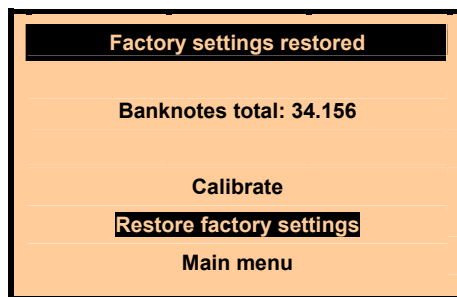 Factory settings restored
Banknotes total: 34.156
Calibrate
Restore factory settings
Main menu